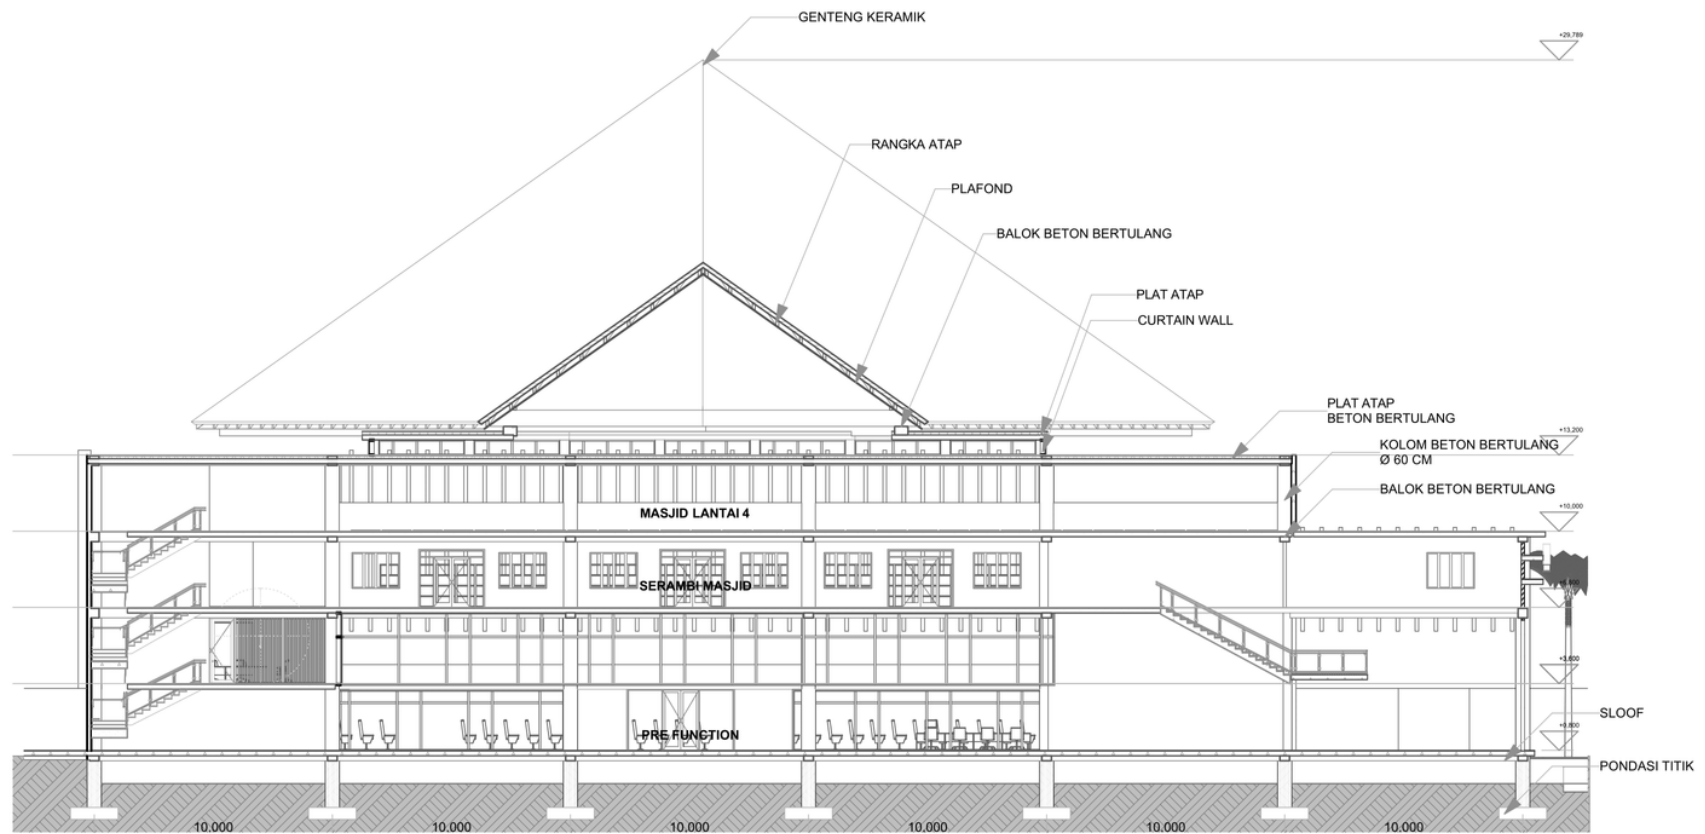 GENTENG KERAMIK
+29,789
RANGKA ATAP
PLAFOND
BALOK BETON BERTULANG
PLAT ATAP
CURTAIN WALL
PLAT ATAP
BETON BERTULANG
+13,200
KOLOM BETON BERTULANG
Ø 60 CM
BALOK BETON BERTULANG
MASJID LANTAI 4
+10,000
SERAMBI MASJID
+3,600
SLOOF
+0,800
PRE FUNCTION
PONDASI TITIK
10,000 10,000 10,000 10,000 10,000 10,000